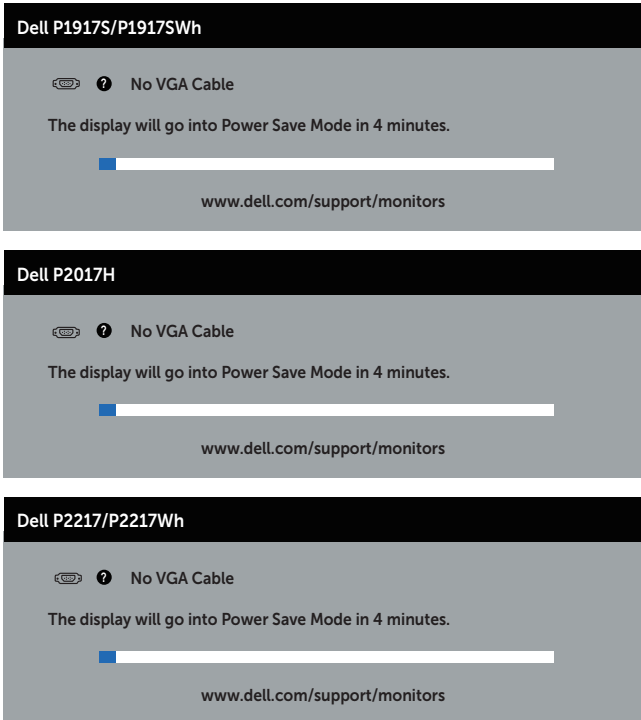 Dell P1917S/P1917SWh
? No VGA Cable
The display will go into Power Save Mode in 4 minutes.
www.dell.com/support/monitors
Dell P2017H
? No VGA Cable
The display will go into Power Save Mode in 4 minutes.
www.dell.com/support/monitors
Dell P2217/P2217Wh
? No VGA Cable
The display will go into Power Save Mode in 4 minutes.
www.dell.com/support/monitors